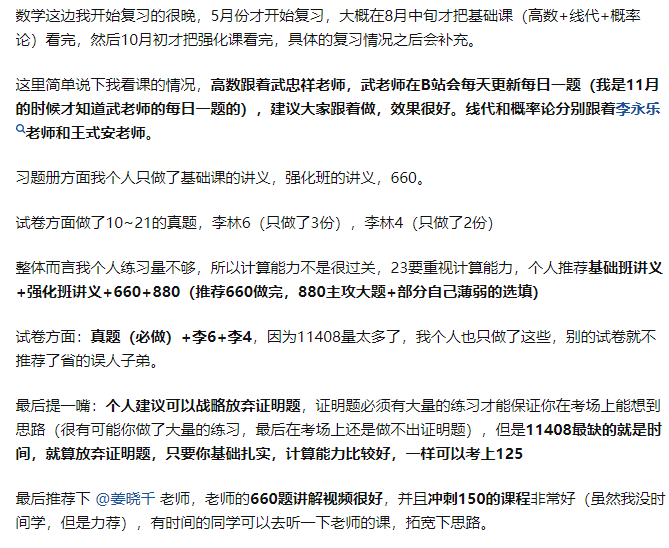 数学这边我开始复习的很晚，5月份才开始复习，大概在8月中旬才把基础课（高数+线代+概率
论）看完，然后10月初才把强化课看完，具体的复习情况之后会补充。
这里简单说下我看课的情况，高数跟着武忠祥老师，武老师在B站会每天更新每日一题（我是11月
的时候才知道武老师的每日一题的），建议大家跟着做，效果很好。线代和概率论分别跟着李永乐
老师和王式安老师。
习题册方面我个人只做了基础课的讲义，强化班的讲义，660。
试卷方面做了10~21的真题，李林6（只做了3份），李林4（只做了2份）
整体而言我个人练习量不够，所以计算能力不是很过关，23要重视计算能力，个人推荐基础班讲义
+强化班讲义+660+880（推荐660做完，880主攻大题+部分自己薄弱的选填)
试卷方面：真题（必做）+李6+李4，因为11408量太多了，我个人也只做了这些，别的试卷就不
推荐了省的误人子弟。
最后提一嘴：个人建议可以战略放弃证明题，证明题必须有大量的练习才能保证你在考场上能想到
思路（很有可能你做了大量的练习，最后在考场上还是做不出证明题），但是11408最缺的就是时
间，就算放弃证明题，只要你基础扎实，计算能力比较好，一样可以考上125
最后推荐下 @姜晓千 老师，老师的660题讲解视频很好，并且冲刺150的课程非常好（虽然我没时
间学，但是力荐），有时间的同学可以去听一下老师的课，拓宽下思路。